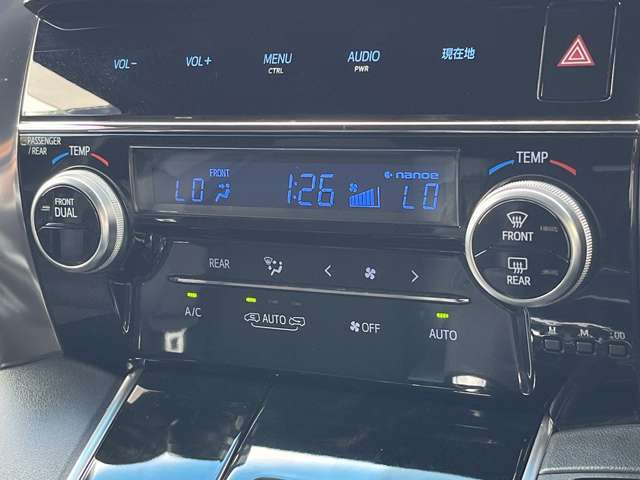 VOL−
VOL+
MENU
CTRL
AUDIO
PWR
現在地
PASSENGER
/REAR
TEMP
FRONT
DUAL
FRONT
LO
1:26
nanoe
LO
TEMP
FRONT
REAR
REAR
A/C
AUTO
OFF
AUTO
M
M